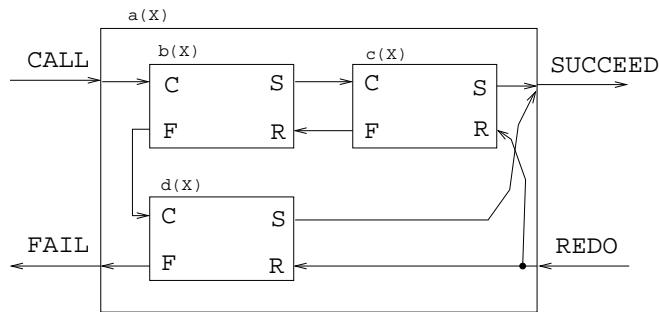 a(X)
b(X)
c(X)
CALL
SUCCEED
C S
C S
F R
F R
d(X)
C S
FAIL
REDO
F R